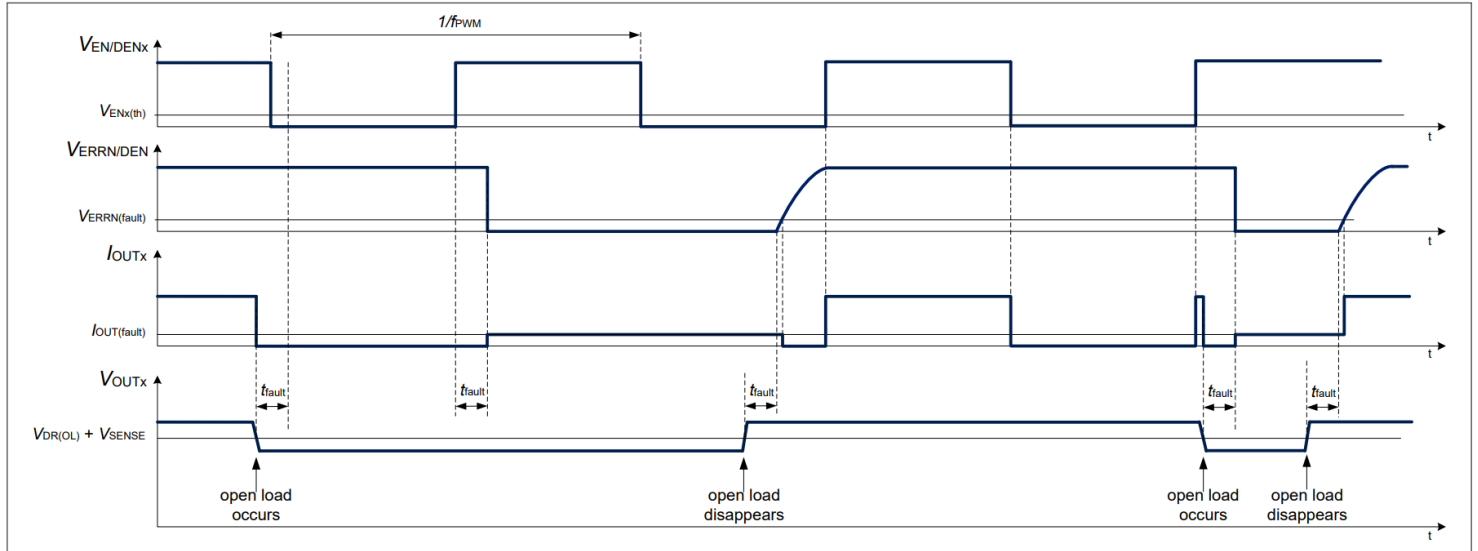 1/fPWM
VEN/DENx
VENx(th)
t
VERRN/DEN
VERRN(fault)
t
IOUTx
IOUT(fault)
t
VOUTx
tfault tfault tfault tfault tfault
VDR(OL) + VSENSE
open load open load open load open load
occurs disappears occurs disappears
t